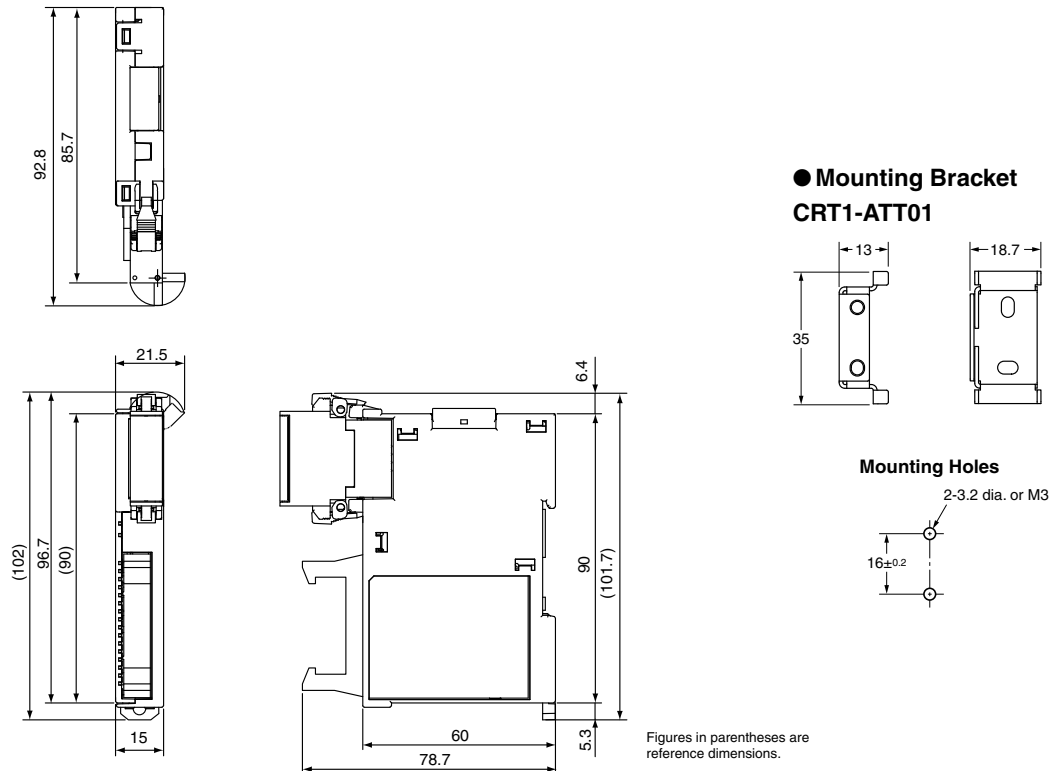 92.8
85.7
● Mounting Bracket
CRT1-ATT01
13
18.7
35
21.5
6.4
Mounting Holes
2-3.2 dia. or M3
16±0.2
(102)
96.7
(90)
90
(101.7)
15
60
5.3
78.7
Figures in parentheses are
reference dimensions.